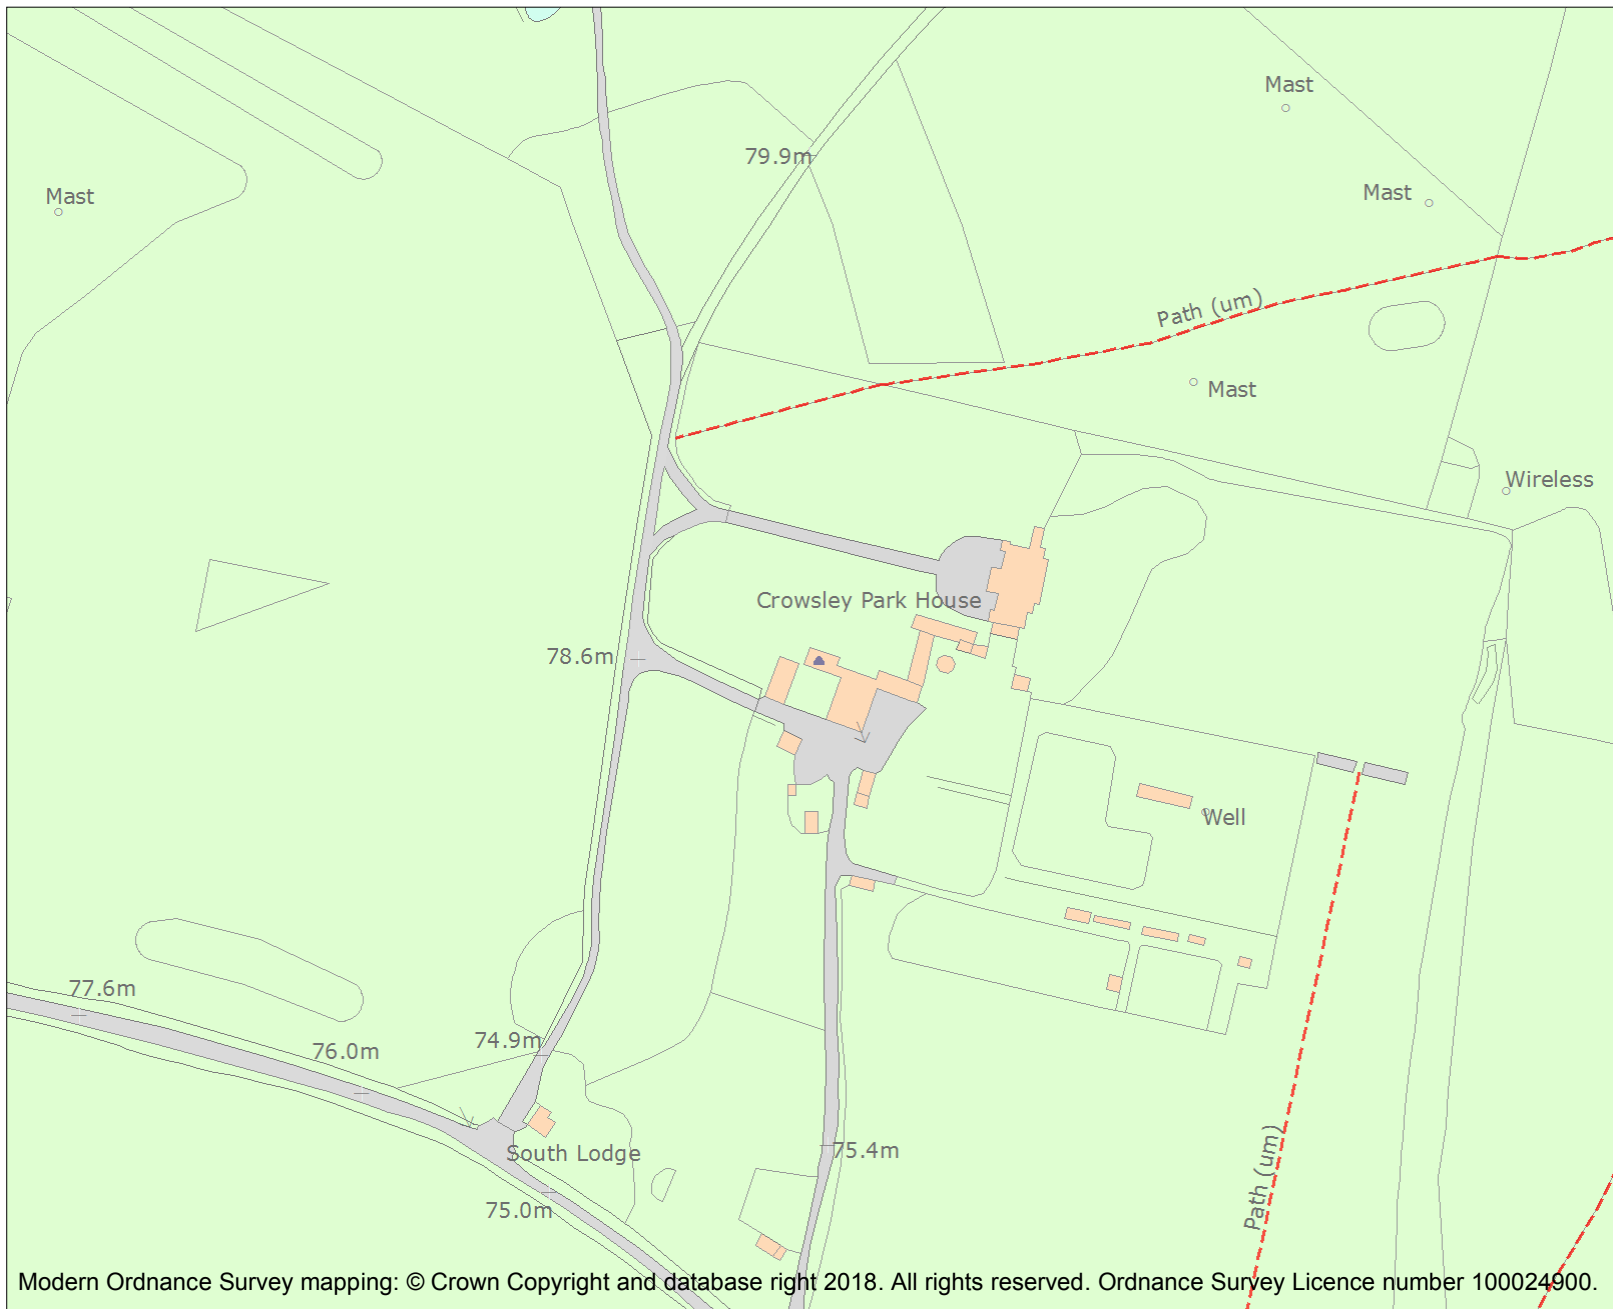 Mast
79.9m
Mast
Mast
Path (um)
Mast
Wireless
Crowsley Park House
78.6m
Well
77.6m
74.9m
76.0m
South Lodge
75.4m
75.0m
Path (um)
Modern Ordnance Survey mapping: © Crown Copyright and database right 2018. All rights reserved. Ordnance Survey Licence number 100024900.